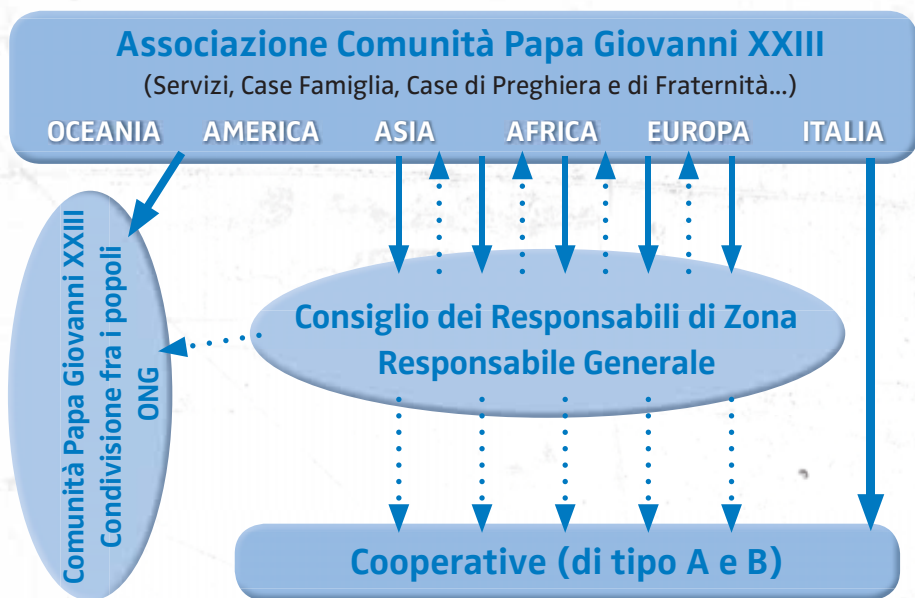 Associazione Comunità Papa Giovanni XXIII
(Servizi, Case Famiglia, Case di Preghiera e di Fraternità...)
OCEANIA AMERICA ASIA AFRICA EUROPA ITALIA
Comunità Papa Giovanni XXIII
Condivisione fra i popoli
ONG
Consiglio dei Responsabili di Zona
Responsabile Generale
Cooperative (di tipo A e B)